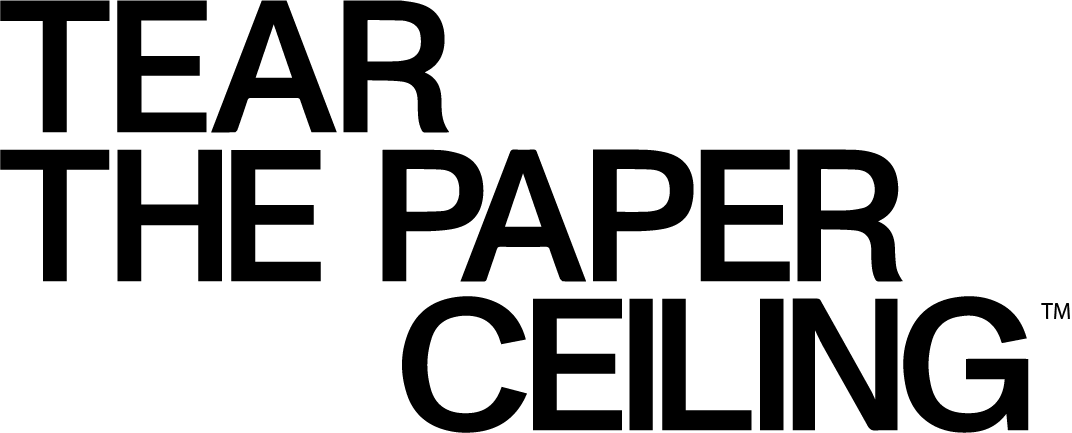 TEAR
THE PAPER
CEILING™